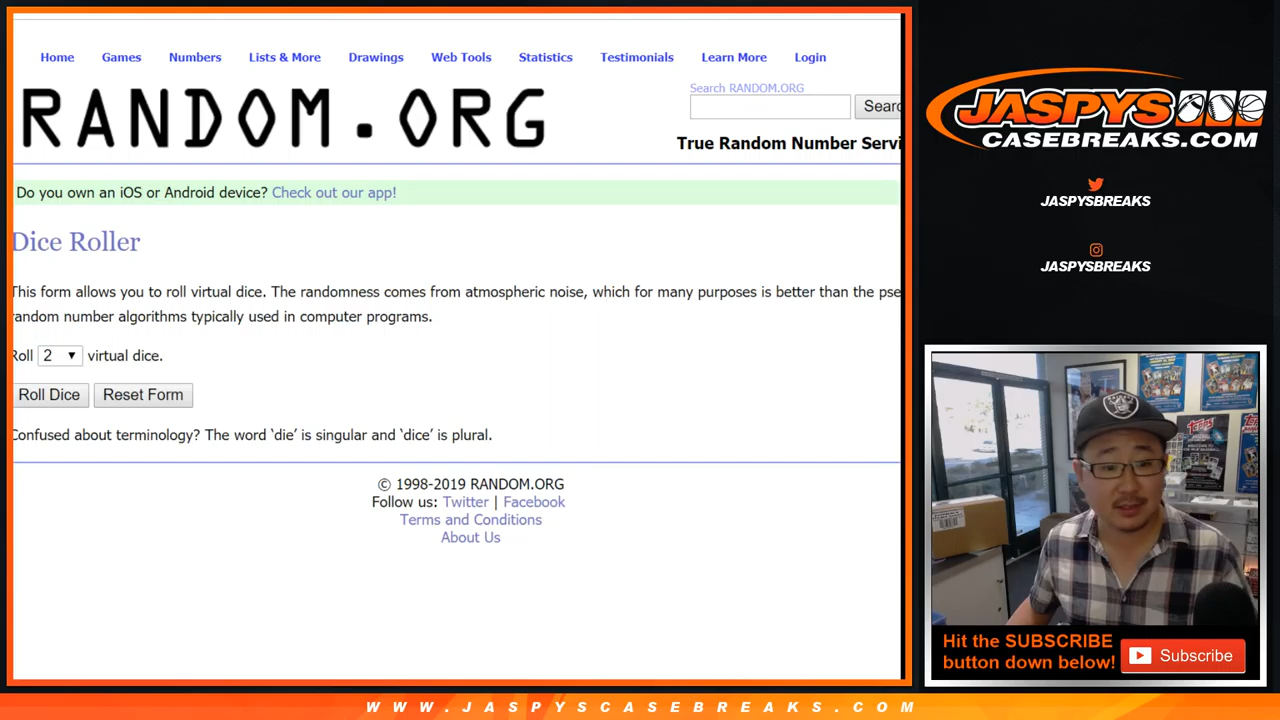 Home Games Numbers Lists & More Drawings Web Tools Statistics Testimonials Learn More Login
Search RANDOM.ORG
RANDOM.ORG
Searc
True Random Number Servi
Do you own an iOS or Android device? Check out our app!
Dice Roller
This form allows you to roll virtual dice. The randomness comes from atmospheric noise, which for many purposes is better than the pse
random number algorithms typically used in computer programs.
Roll 2 virtual dice.
Roll Dice Reset Form
Confused about terminology? The word ‘die’ is singular and ‘dice’ is plural.
© 1998-2019 RANDOM.ORG
Follow us: Twitter | Facebook
Terms and Conditions
About Us
JASPYS
CASEBREAKS.COM
JASPYSBREAKS
JASPYSBREAKS
Hit the SUBSCRIBE
button down below!
Subscribe
WWW.JASPYSCASEBREAKS.COM